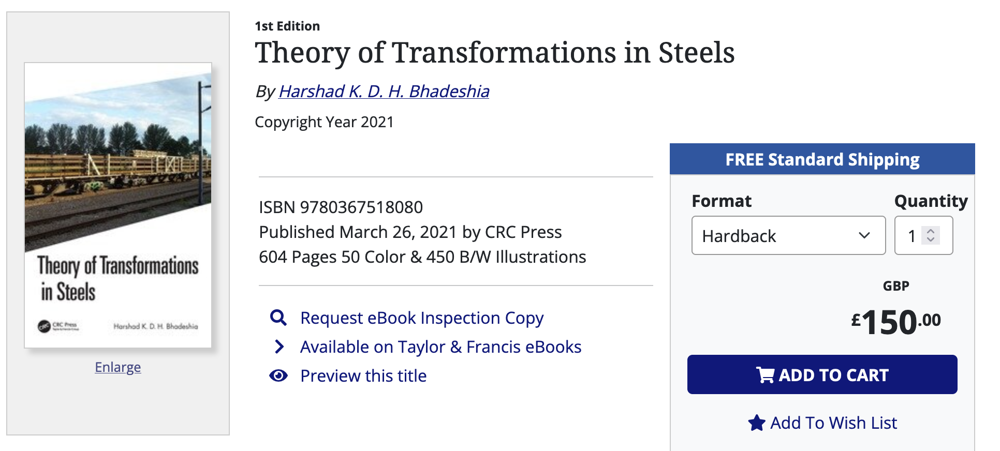 1st Edition
Theory of Transformations in Steels
By Harshad K. D. H. Bhadeshia
Copyright Year 2021
Theory of Transformations
in Steels
CRC
CRC Press
Harshad K. D. H. Bhadeshia
Enlarge
ISBN 9780367518080
Published March 26, 2021 by CRC Press
604 Pages 50 Color & 450 B/W Illustrations
Request eBook Inspection Copy
Available on Taylor & Francis eBooks
Preview this title
FREE Standard Shipping
Format Quantity
Hardback 1
GBP
£150.00
ADD TO CART
Add To Wish List